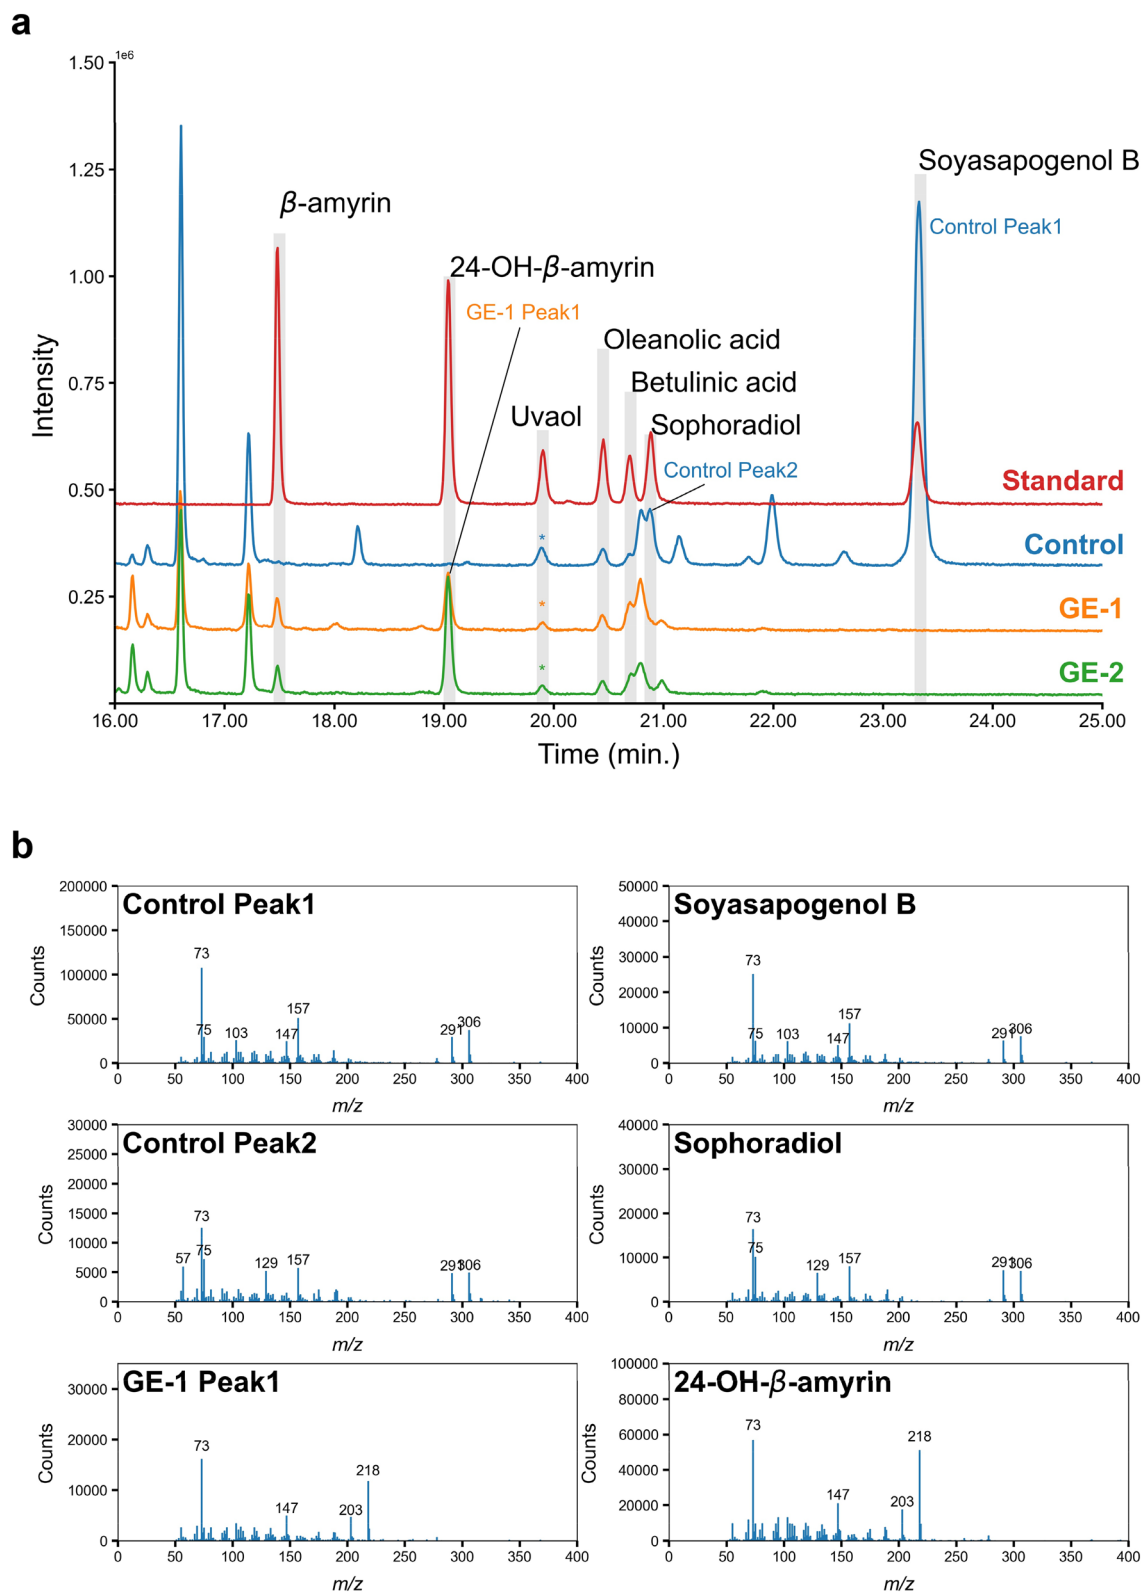 a
1e6
1.50
1.25
1.00
0.75
0.50
0.25
Intensity
β-amyrin
24-OH-β-amyrin
GE-1 Peak1
Uvaol
Oleanolic acid
Betulinic acid
Sophoradiol
Control Peak2
Soyasapogenol B
Control Peak1
Standard
Control
GE-1
GE-2
*
*
*
16.00 17.00 18.00 19.00 20.00 21.00 22.00 23.00 24.00 25.00
Time (min.)
b
Control Peak1
200000
150000
100000
50000
0
Counts
73
75
103
147
157
291
306
0 50 100 150 200 250 300 350 400
m/z
Soyasapogenol B
50000
40000
30000
20000
10000
0
Counts
73
75
103
147
157
291
306
0 50 100 150 200 250 300 350 400
m/z
Control Peak2
30000
25000
20000
15000
10000
5000
0
Counts
57
73
75
129
157
291
306
0 50 100 150 200 250 300 350 400
m/z
Sophoradiol
40000
30000
20000
10000
0
Counts
73
75
129
157
291
306
0 50 100 150 200 250 300 350 400
m/z
GE-1 Peak1
30000
20000
10000
0
Counts
73
147
203
218
0 50 100 150 200 250 300 350 400
m/z
24-OH-β-amyrin
100000
80000
60000
40000
20000
0
Counts
73
147
203
218
0 50 100 150 200 250 300 350 400
m/z